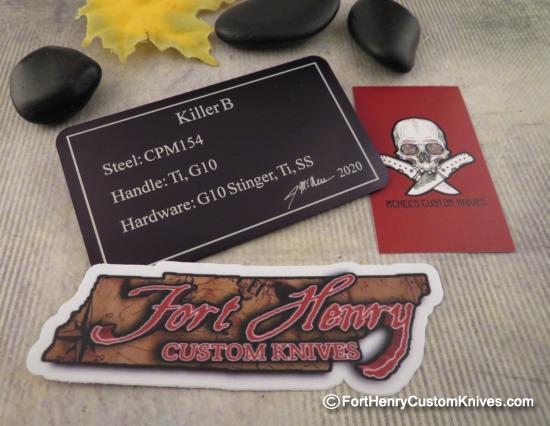 Killer B
Steel: CPM154
Handle: Ti, G10
Hardware: G10 Stinger, Ti, SS
2020
MCNEES CUSTOM KNIVES
Fort Henry
CUSTOM KNIVES
© FortHenryCustomKnives.com